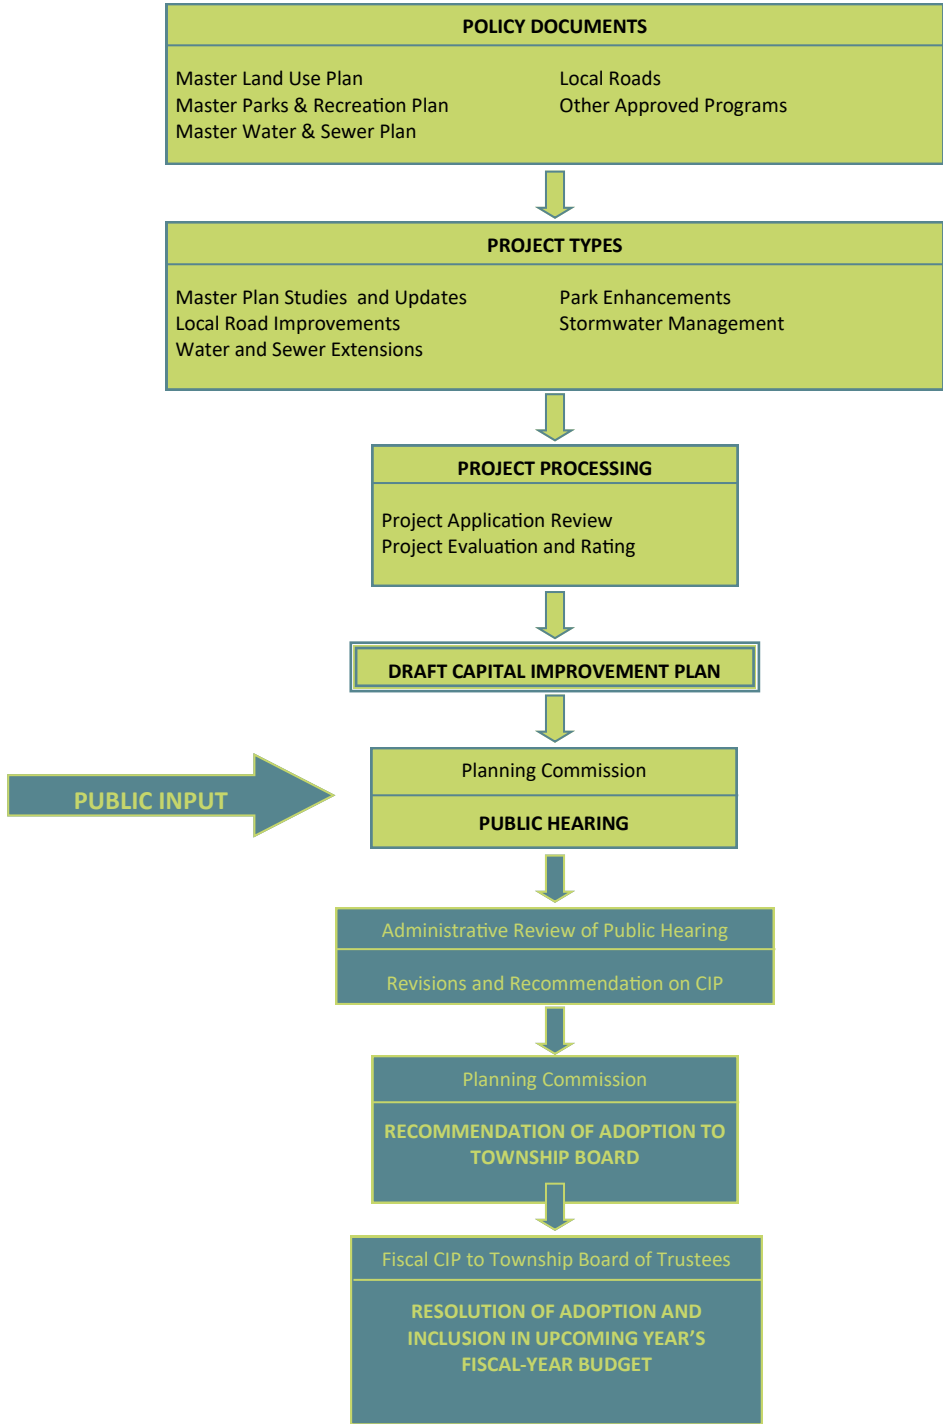 POLICY DOCUMENTS
Master Land Use Plan
Master Parks & Recreation Plan
Master Water & Sewer Plan
Local Roads
Other Approved Programs
PROJECT TYPES
Master Plan Studies  and Updates
Local Road Improvements
Water and Sewer Extensions
Park Enhancements
Stormwater Management
PROJECT PROCESSING
Project Application Review
Project Evaluation and Rating
DRAFT CAPITAL IMPROVEMENT PLAN
PUBLIC INPUT
Planning Commission
PUBLIC HEARING
Administrative Review of Public Hearing
Revisions and Recommendation on CIP
Planning Commission
RECOMMENDATION OF ADOPTION TO
TOWNSHIP BOARD
Fiscal CIP to Township Board of Trustees
RESOLUTION OF ADOPTION AND
INCLUSION IN UPCOMING YEAR’S
FISCAL-YEAR BUDGET